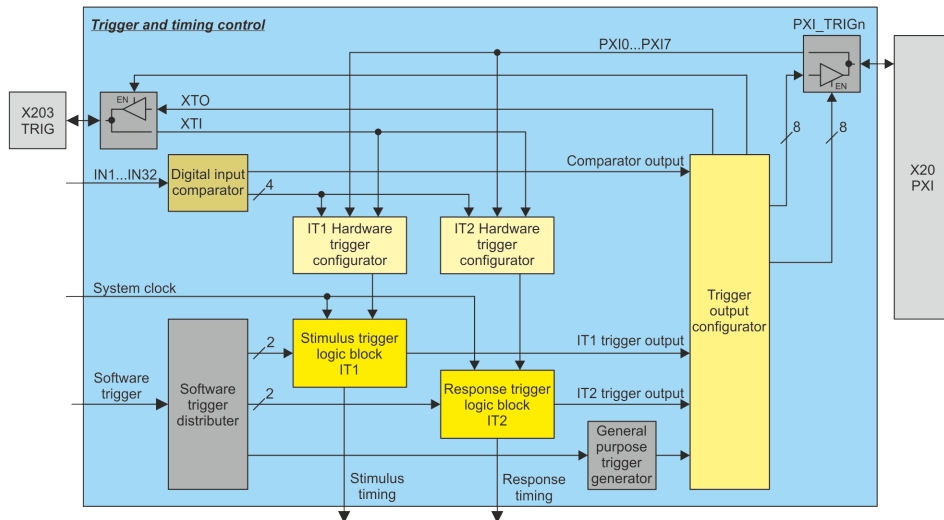 Trigger and timing control
PXI_TRIGn
PXI0...PXI7
EN
EN
X203
TRIG
XTO
XTI
8
8
X20
PXI
IN1...IN32
Digital input
comparator
4
Comparator output
IT1 Hardware
trigger
configurator
IT2 Hardware
trigger
configurator
System clock
Trigger
output
configurator
Stimulus trigger
logic block
IT1
2
IT1 trigger output
Software
trigger
Software
trigger
distributer
2
Response trigger
logic block
IT2
IT2 trigger output
General
purpose
trigger
generator
Stimulus
timing
Response
timing